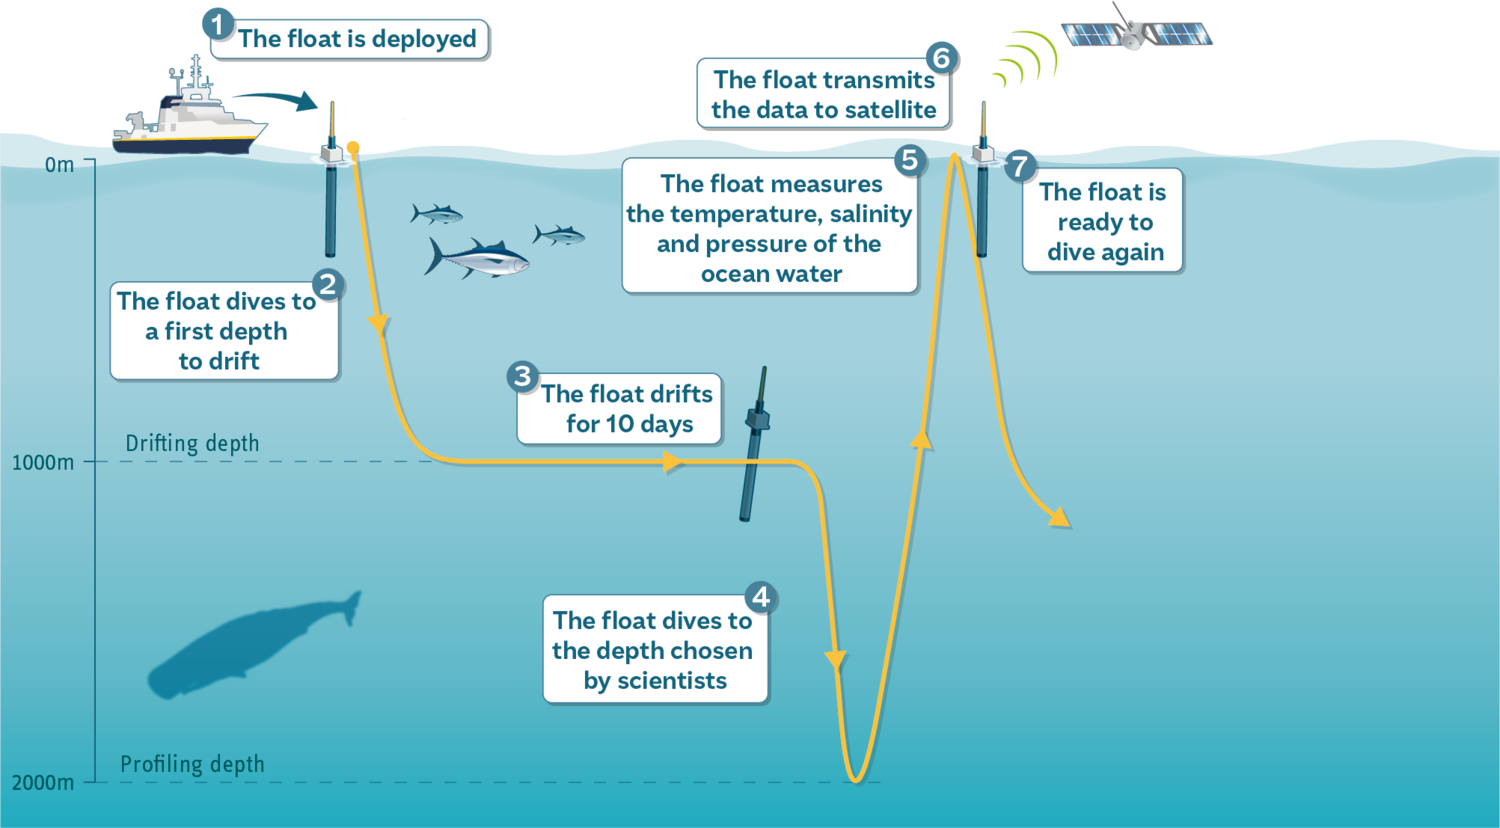 1
The float is deployed
0m
2
The float dives to
a first depth
to drift
Drifting depth
1000m
3
The float drifts
for 10 days
4
The float dives to
the depth chosen
by scientists
Profiling depth
2000m
5
The float measures
the temperature, salinity
and pressure of the
ocean water
6
The float transmits
the data to satellite
7
The float is
ready to
dive again